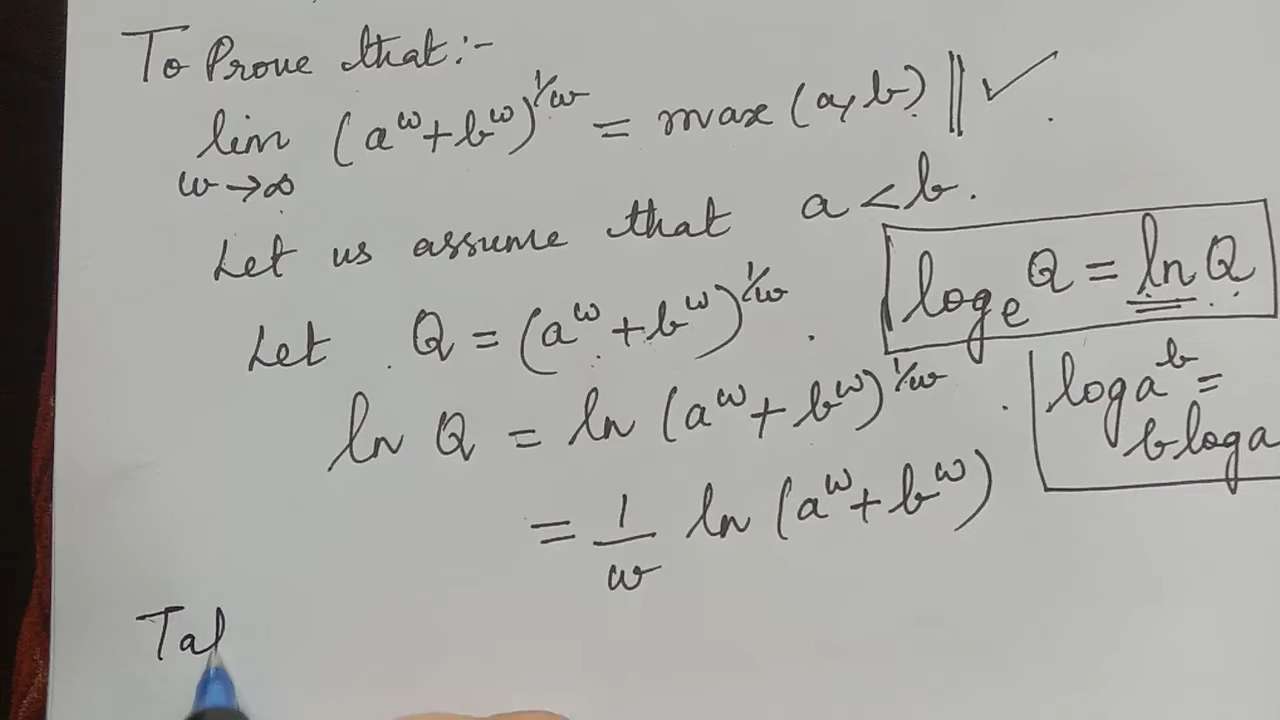 To Prove that:-
lim (a^w + b^w)^1/w = max (a, b) || ✓.
w → ∞
Let us assume that a < b.
Let Q = (a^w + b^w)^1/w.
log_e Q = ln Q
ln Q = ln (a^w + b^w)^1/w.
log a^b =
b log a
= 1/w ln (a^w + b^w)
Tal